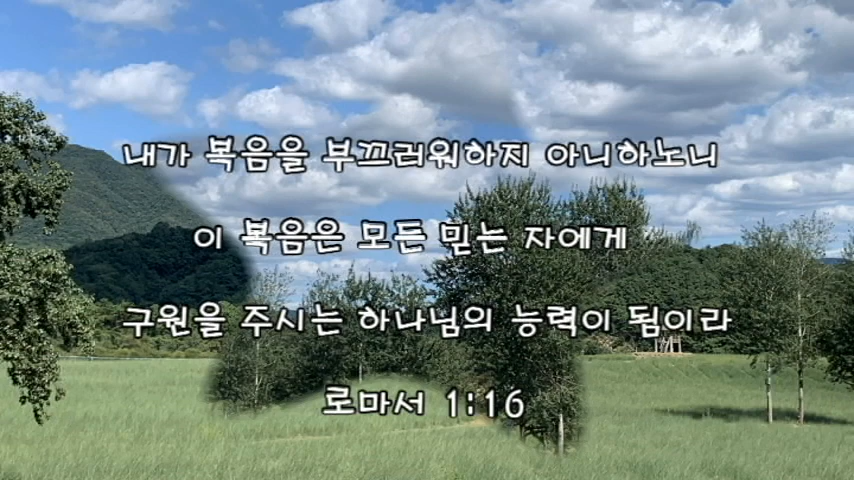 내가 복음을 부끄러워하지 아니하노니
이 복음은 모든 믿는 자에게
구원을 주시는 하나님의 능력이 됨이라
로마서 1:16